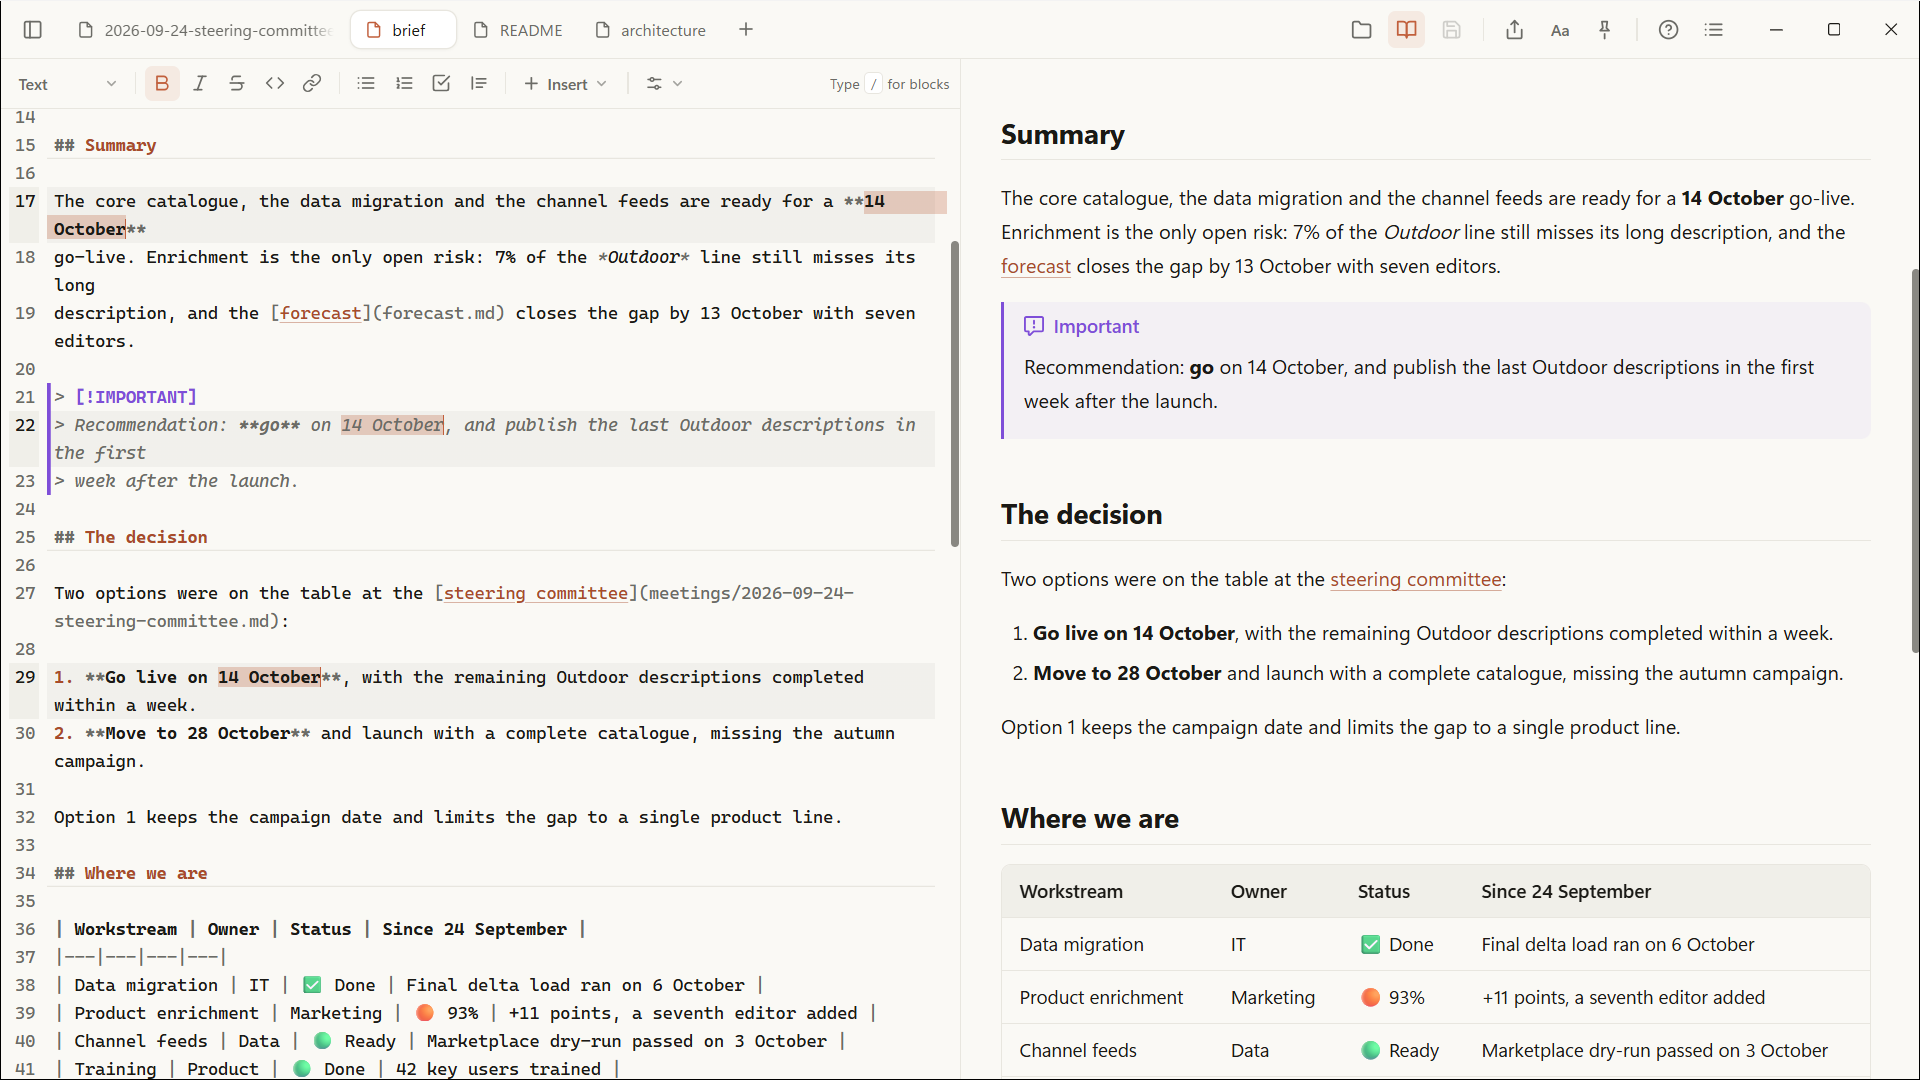 2026-09-24-steering-committe
brief
README
architecture
Aa
Text
B
I
Insert
Type / for blocks
14
15 ## Summary
16
17 The core catalogue, the data migration and the channel feeds are ready for a **14
October**
18 go-live. Enrichment is the only open risk: 7% of the *Outdoor* line still misses its
long
19 description, and the [forecast](forecast.md) closes the gap by 13 October with seven
editors.
20
21 > [!IMPORTANT]
22 > Recommendation: **go** on 14 October, and publish the last Outdoor descriptions in
the first
23 > week after the launch.
24
25 ## The decision
26
27 Two options were on the table at the [steering committee](meetings/2026-09-24-
steering-committee.md):
28
29 1. **Go live on 14 October**, with the remaining Outdoor descriptions completed
within a week.
30 2. **Move to 28 October** and launch with a complete catalogue, missing the autumn
campaign.
31
32 Option 1 keeps the campaign date and limits the gap to a single product line.
33
34 ## Where we are
35
36 | Workstream | Owner | Status | Since 24 September |
37 |---|---|---|---|
38 | Data migration | IT | ✅ Done | Final delta load ran on 6 October |
39 | Product enrichment | Marketing | 🟠 93% | +11 points, a seventh editor added |
40 | Channel feeds | Data | 🟢 Ready | Marketplace dry-run passed on 3 October |
41 | Training | Product | 🟢 Done | 42 key users trained |
Summary
The core catalogue, the data migration and the channel feeds are ready for a 14 October go-live.
Enrichment is the only open risk: 7% of the Outdoor line still misses its long description, and the
forecast closes the gap by 13 October with seven editors.
Important
Recommendation: go on 14 October, and publish the last Outdoor descriptions in the first
week after the launch.
The decision
Two options were on the table at the steering committee:
1. Go live on 14 October, with the remaining Outdoor descriptions completed within a week.
2. Move to 28 October and launch with a complete catalogue, missing the autumn campaign.
Option 1 keeps the campaign date and limits the gap to a single product line.
Where we are
Workstream Owner Status Since 24 September
Data migration IT ✅ Done Final delta load ran on 6 October
Product enrichment Marketing 🟠 93% +11 points, a seventh editor added
Channel feeds Data 🟢 Ready Marketplace dry-run passed on 3 October